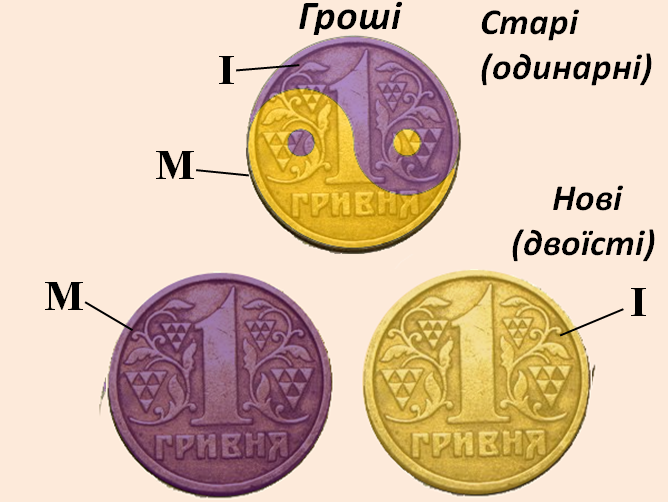 Гроші
Старі
(одинарні)
І
М
1
ГРИВНЯ
Нові
(двоїсті)
М
І
1
ГРИВНЯ
1
ГРИВНЯ